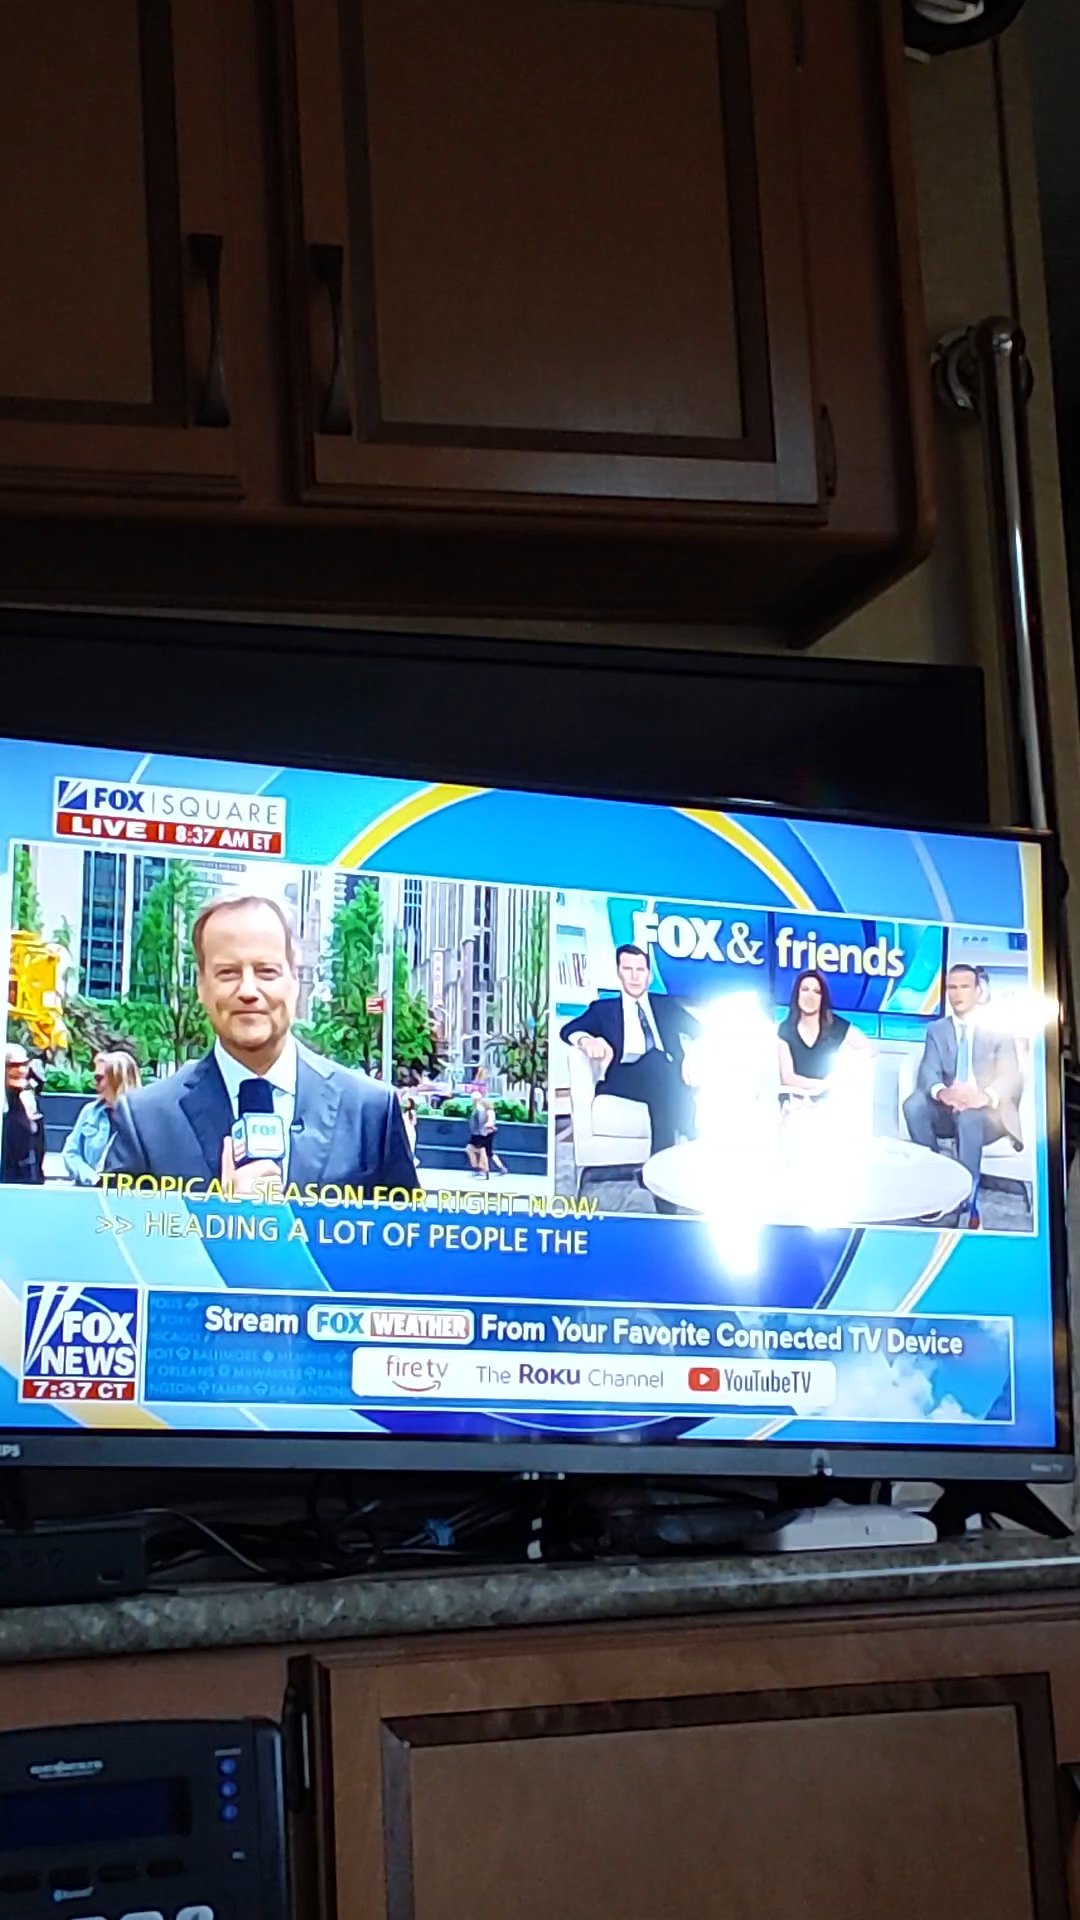 FOX SQUARE
LIVE | 8:37 AM ET
FOX& friends
FOX
TROPICAL SEASON FOR RIGHT NOW.
>> HEADING A LOT OF PEOPLE THE
FOX
NEWS
7:37 CT
Stream FOX WEATHER From Your Favorite Connected TV Device
fire tv The ROKU Channel YouTubeTV